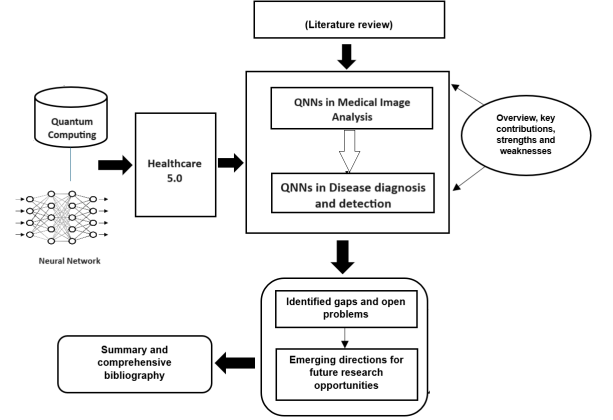 (Literature review)
Quantum
Computing
Neural Network
Healthcare
5.0
QNNs in Medical Image
Analysis
QNNs in Disease diagnosis
and detection
Overview, key
contributions,
strengths and
weaknesses
Identified gaps and open
problems
Emerging directions for
future research
opportunities
Summary and
comprehensive
bibliography